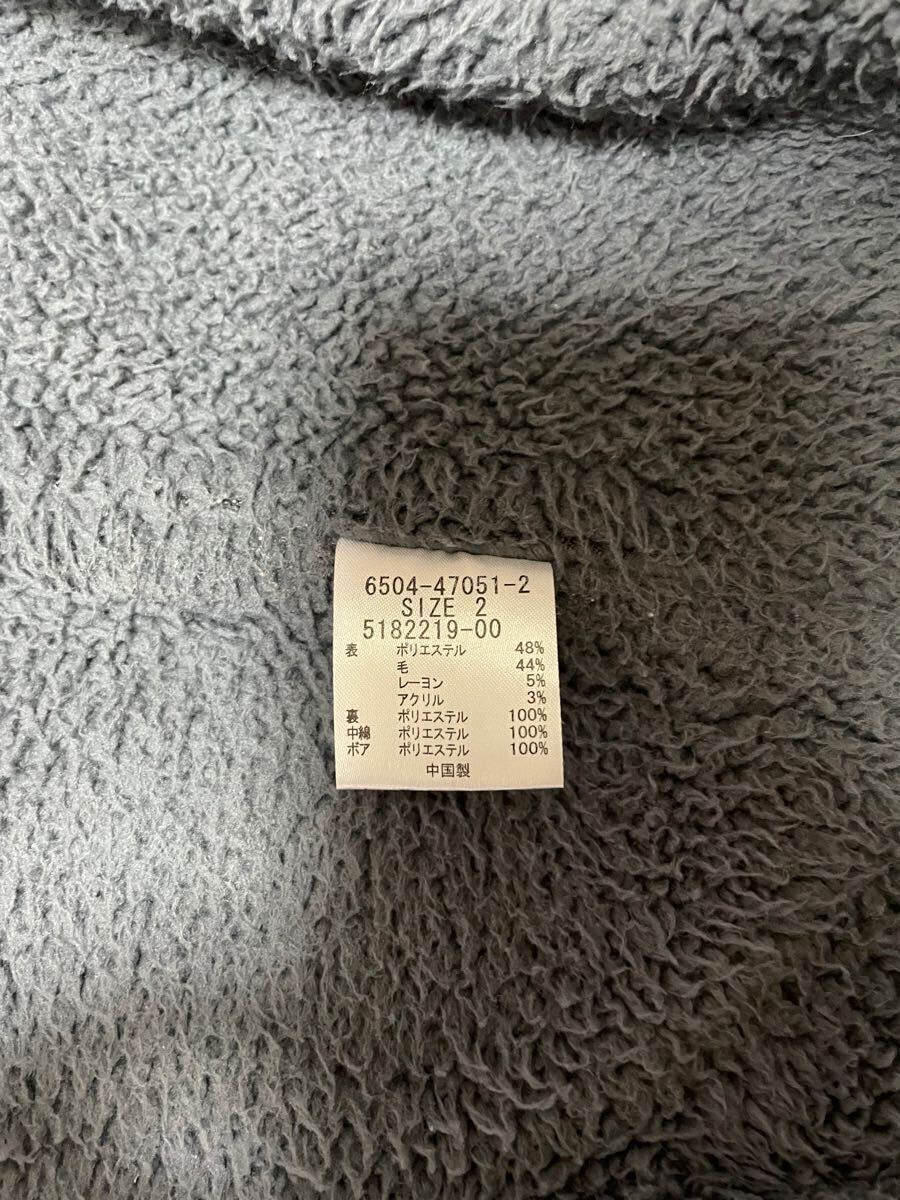 6504-47051-2
SIZE 2
5182219-00
表 ポリエステル 48%
毛 44%
レーヨン 5%
アクリル 3%
裏 ポリエステル 100%
中綿 ポリエステル 100%
ボア ポリエステル 100%
中国製